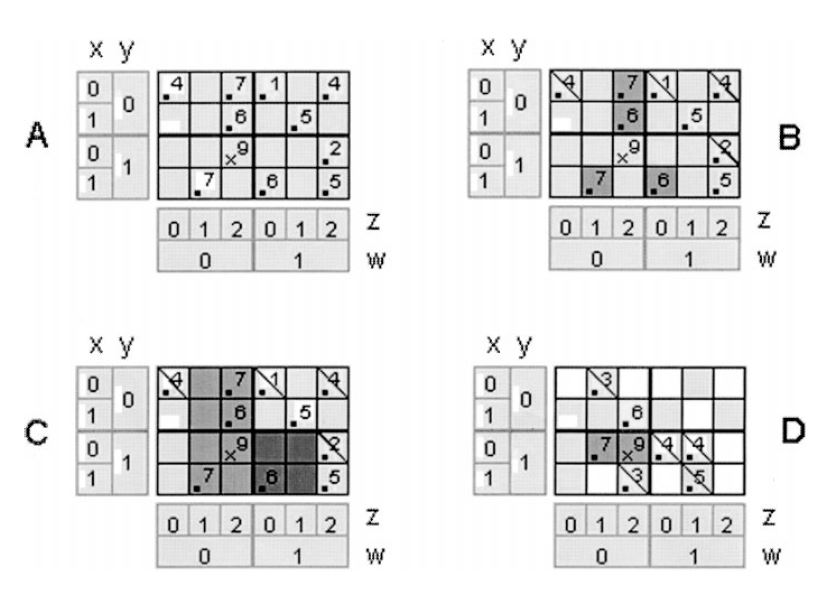 x y
A
0 0 4 7 1 4
1 6 5
0 1 9 2
1 7 6 5
0 1 2 0 1 2 z
0 1 w
x y
B
0 0 4 7 1 4
1 6 5
0 1 9 2
1 7 6 5
0 1 2 0 1 2 z
0 1 w
x y
C
0 0 4 7 1 4
1 6 5
0 1 9 2
1 7 6 5
0 1 2 0 1 2 z
0 1 w
x y
D
0 0 3
1 6
0 1 7 9 4 4
1 3 5
0 1 2 0 1 2 z
0 1 w